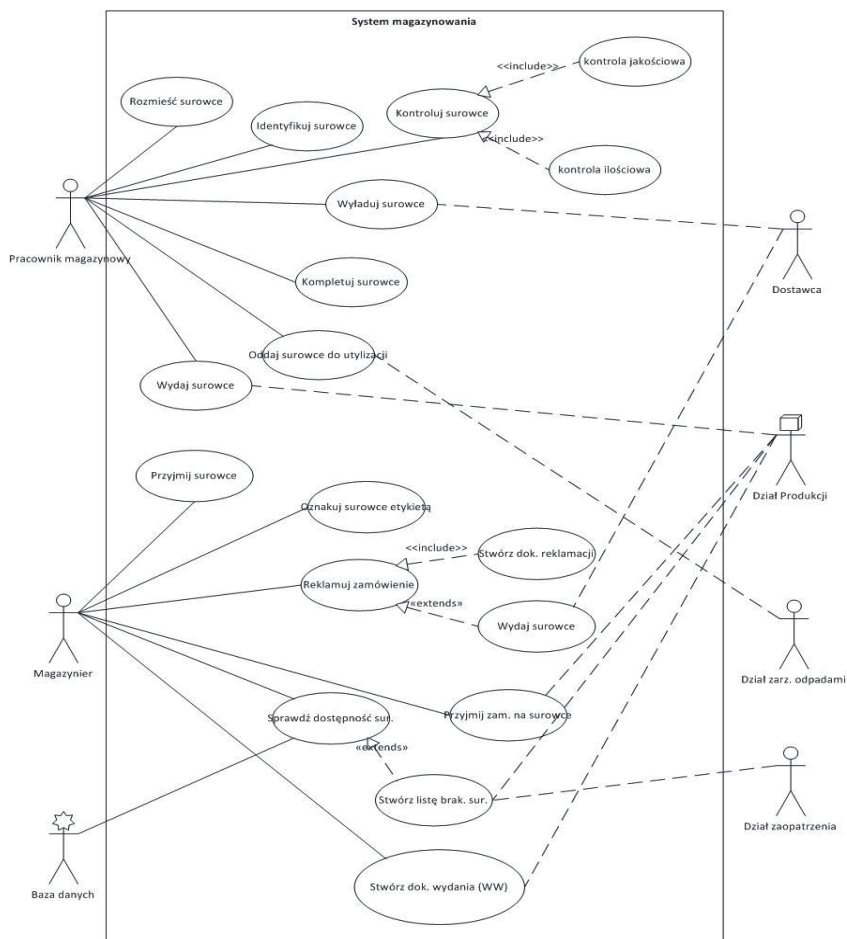 System magazynowania
kontrola jakościowa
<<include>>
Rozmieść surowce
Kontroluj surowce
Identyfikuj surowce
<<include>>
kontrola ilościowa
Wyładuj surowce
Pracownik magazynowy
Kompletuj surowce
Dostawca
Oddaj surowce do utylizacji
Wydaj surowce
Przyjmij surowce
Dział Produkcji
Oznakuj surowce etykietą
<<include>>
Stwórz dok. reklamacji
Reklamuj zamówienie
«extends»
Wydaj surowce
Magazynier
Dział zarz. odpadami
Sprawdź dostępność sur.
Przyjmij zam. na surowce
«extends»
Stwórz listę brak. sur.
Dział zaopatrzenia
Stwórz dok. wydania (WW)
Baza danych